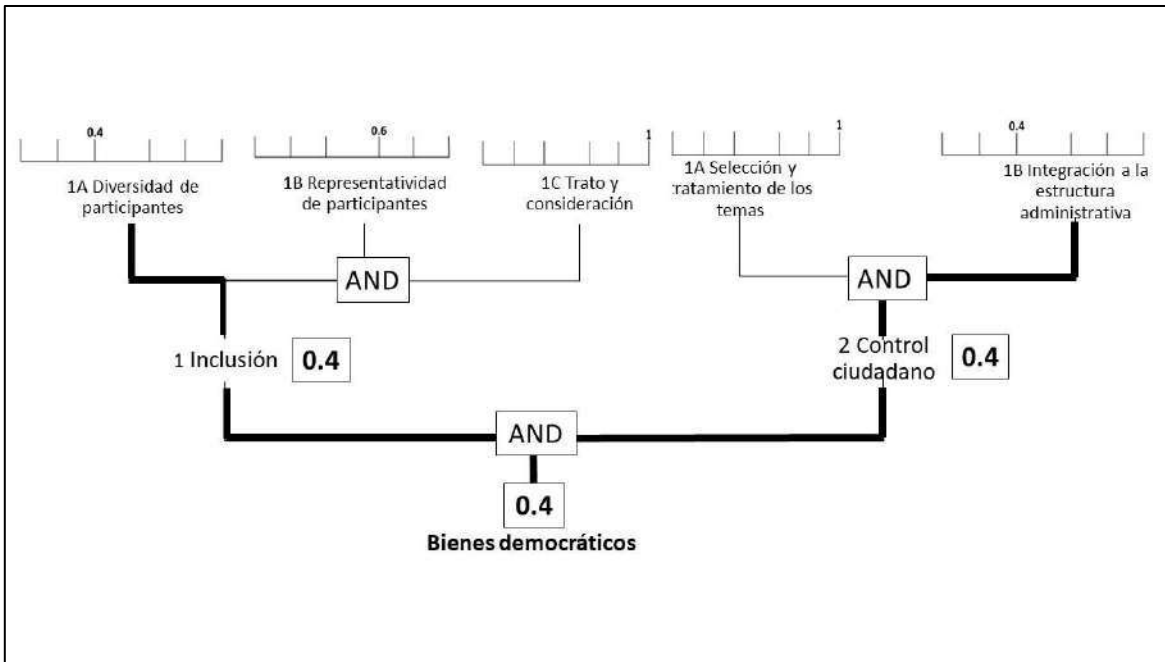 0.4
0.6
1
1
0.4
1A Diversidad de
participantes
1B Representatividad
de participantes
1C Trato y
consideración
1A Selección y
tratamiento de los
temas
1B Integración a la
estructura
administrativa
AND
AND
1 Inclusión
0.4
2 Control
ciudadano
0.4
AND
0.4
Bienes democráticos